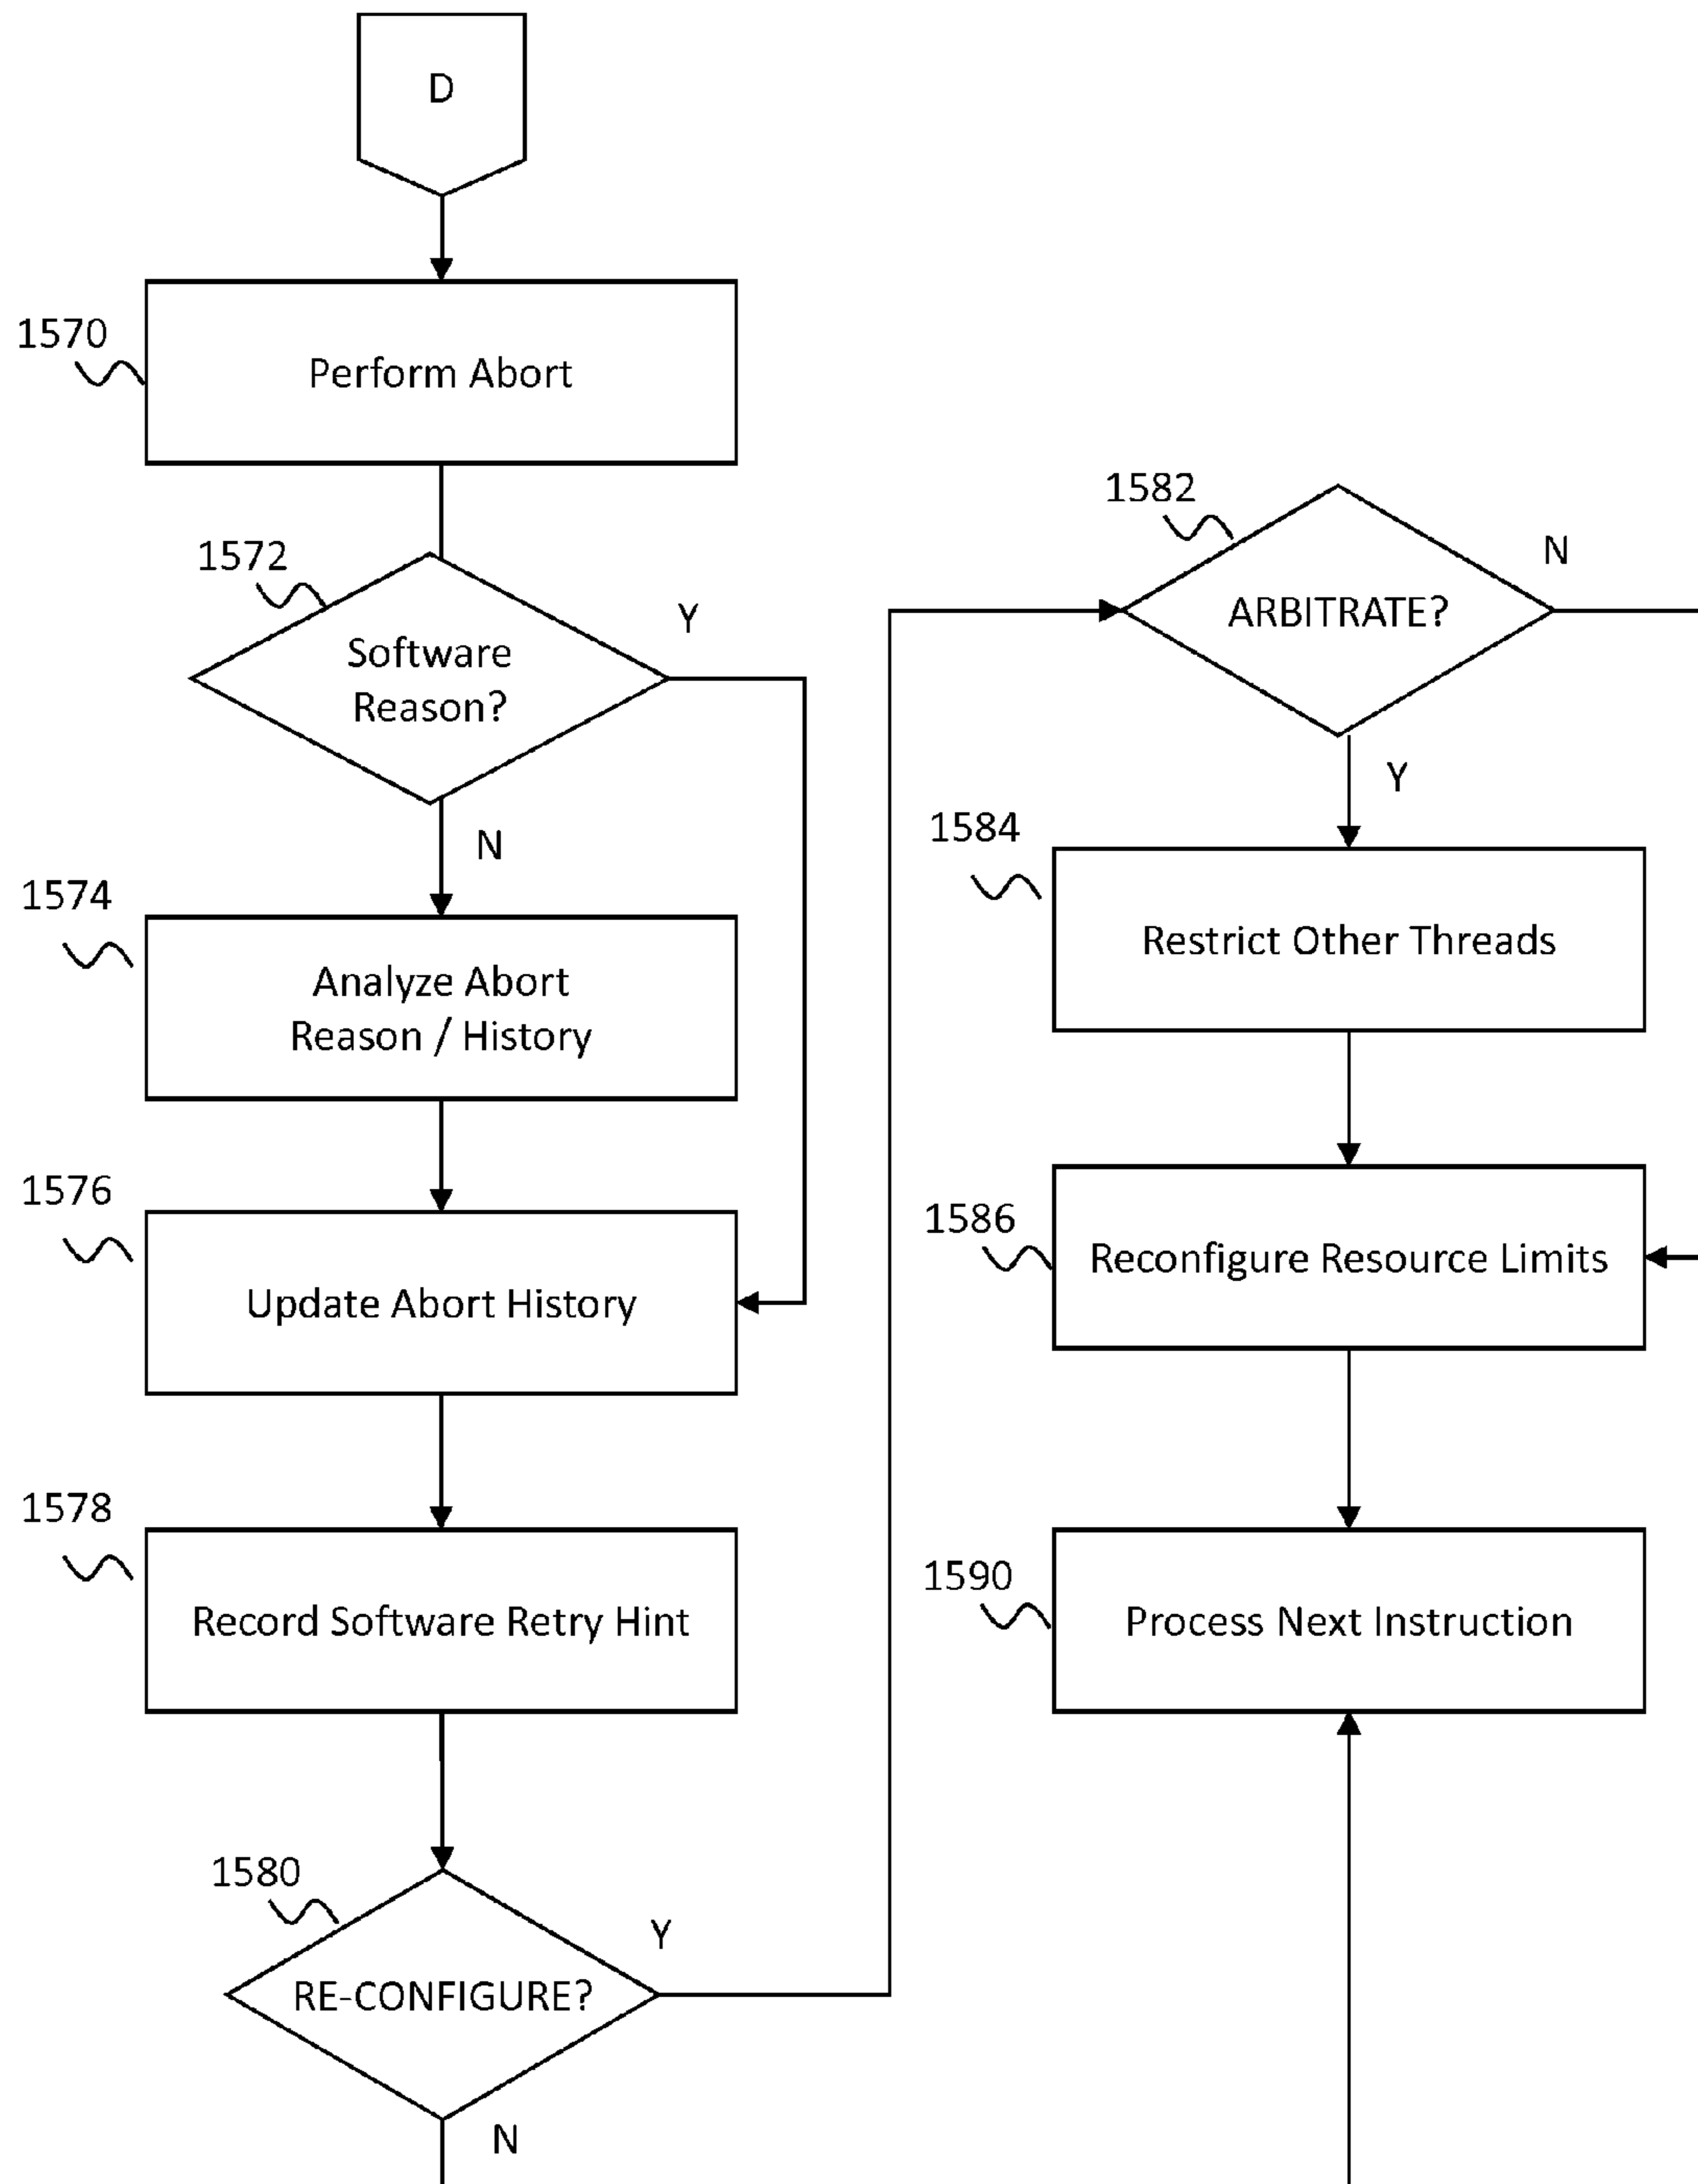 D
1570
Perform Abort
1572
Y
Software
Reason?
N
1574
Analyze Abort
Reason / History
1576
Update Abort History
1578
Record Software Retry Hint
1580
Y
RE-CONFIGURE?
N
1582
N
ARBITRATE?
Y
1584
Restrict Other Threads
1586
Reconfigure Resource Limits
1590
Process Next Instruction